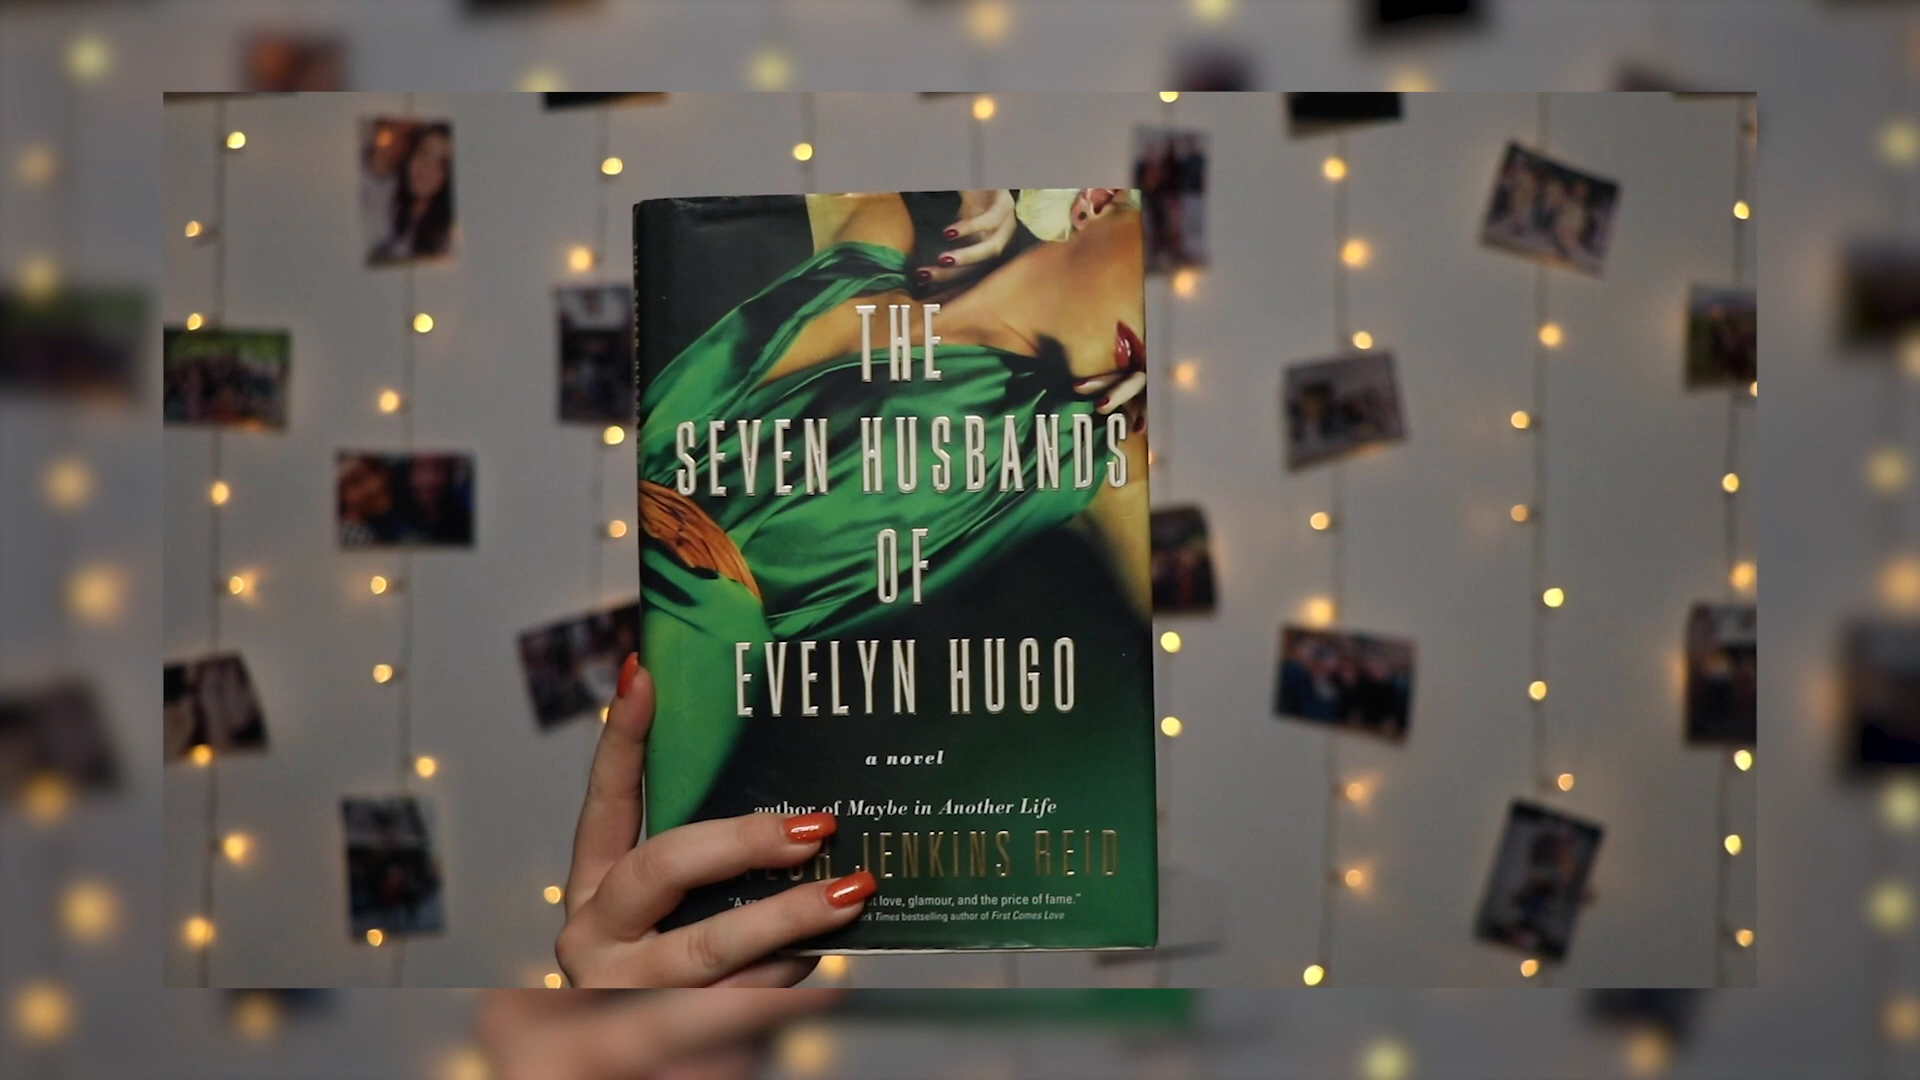 THE
SEVEN HUSBANDS
OF
EVELYN HUGO
a novel
author of Maybe in Another Life
JENKINS REID
"A love, glamour, and the price of fame."
Times bestselling author of First Comes Love